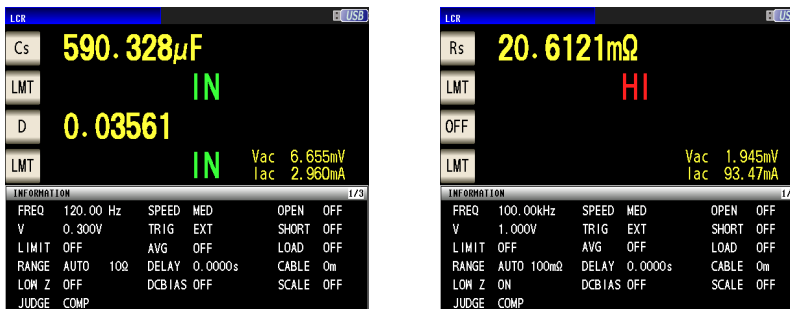 LCR USB
Cs 590.328μF
LMT IN
D 0.03561
LMT IN Vac 6.655mV
Iac 2.960mA
INFORMATION 1/3
FREQ 120.00 Hz SPEED MED OPEN OFF
V 0.300V TRIG EXT SHORT OFF
LIMIT OFF AVG OFF LOAD OFF
RANGE AUTO 10Ω DELAY 0.0000s CABLE 0m
LOW Z OFF DCBIAS OFF SCALE OFF
JUDGE COMP
LCR US
Rs 20.6121mΩ
LMT HI
OFF
LMT Vac 1.945mV
Iac 93.47mA
INFORMATION 1/
FREQ 100.00kHz SPEED MED OPEN OFF
V 1.000V TRIG EXT SHORT OFF
LIMIT OFF AVG OFF LOAD OFF
RANGE AUTO 100mΩ DELAY 0.0000s CABLE 0m
LOW Z ON DCBIAS OFF SCALE OFF
JUDGE COMP